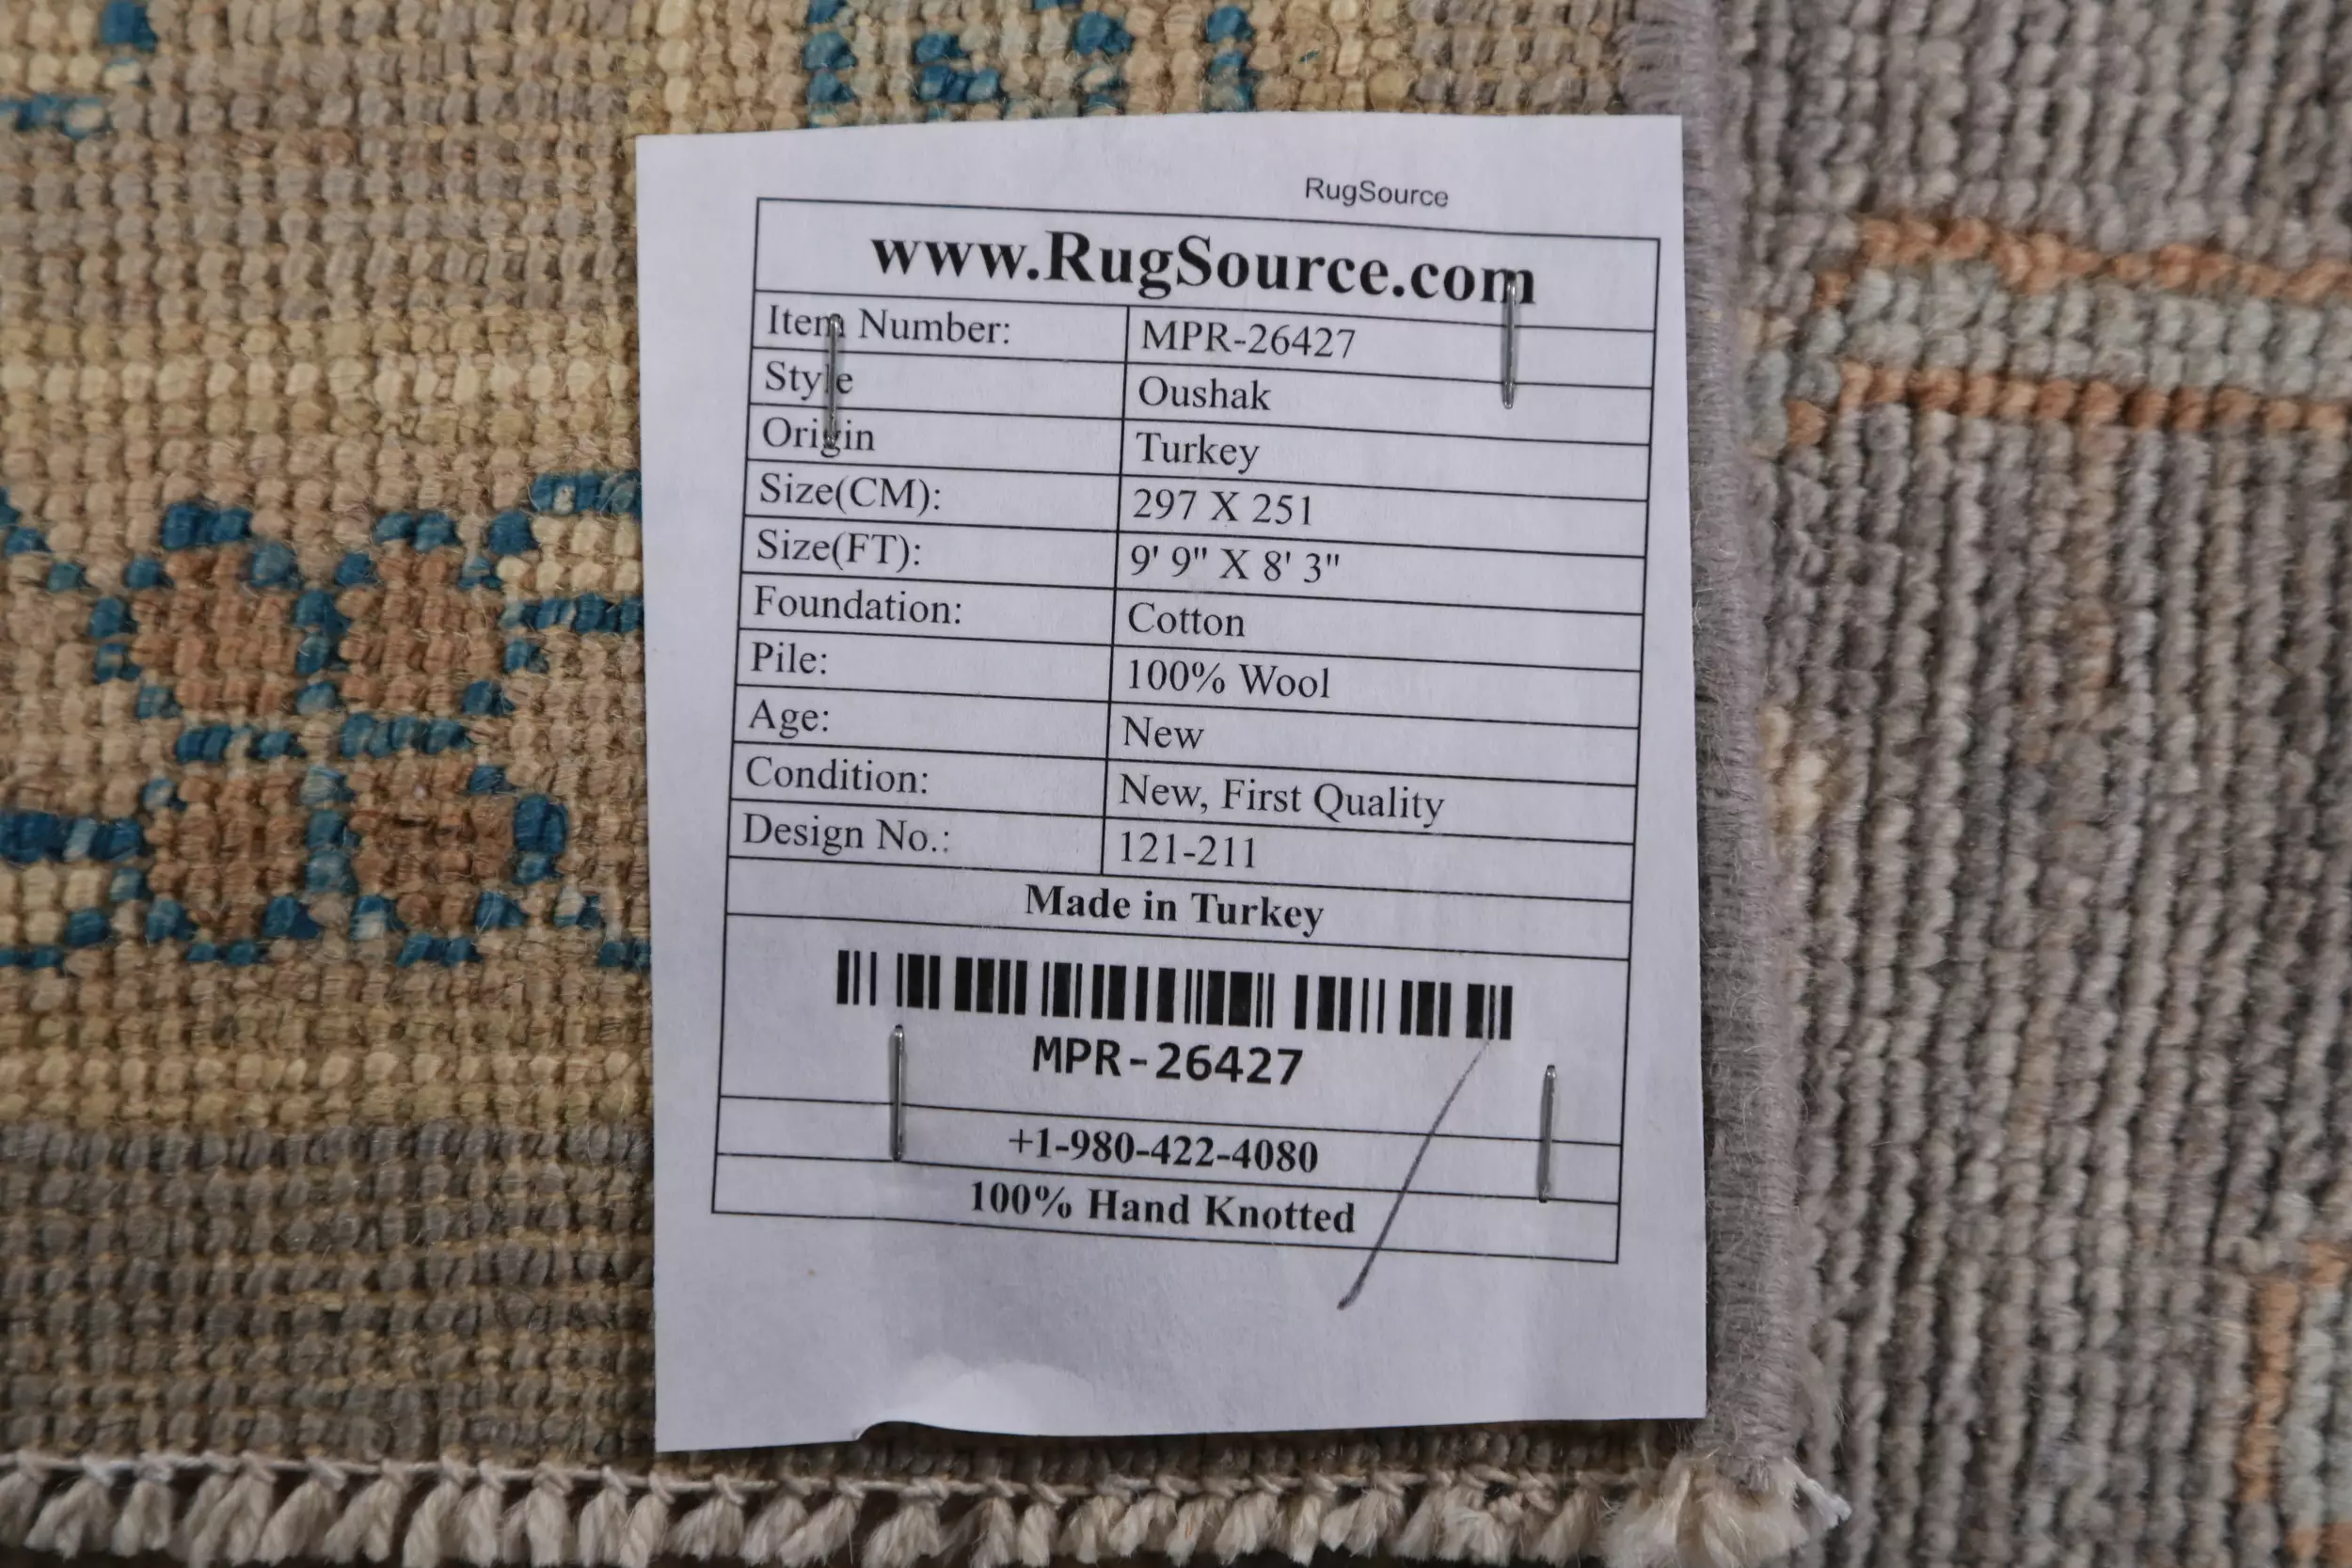 RugSource
www.RugSource.com
Item Number: MPR-26427
Style Oushak
Origin Turkey
Size(CM): 297 X 251
Size(FT): 9' 9" X 8' 3"
Foundation: Cotton
Pile: 100% Wool
Age: New
Condition: New, First Quality
Design No.: 121-211
Made in Turkey
MPR-26427
+1-980-422-4080
100% Hand Knotted